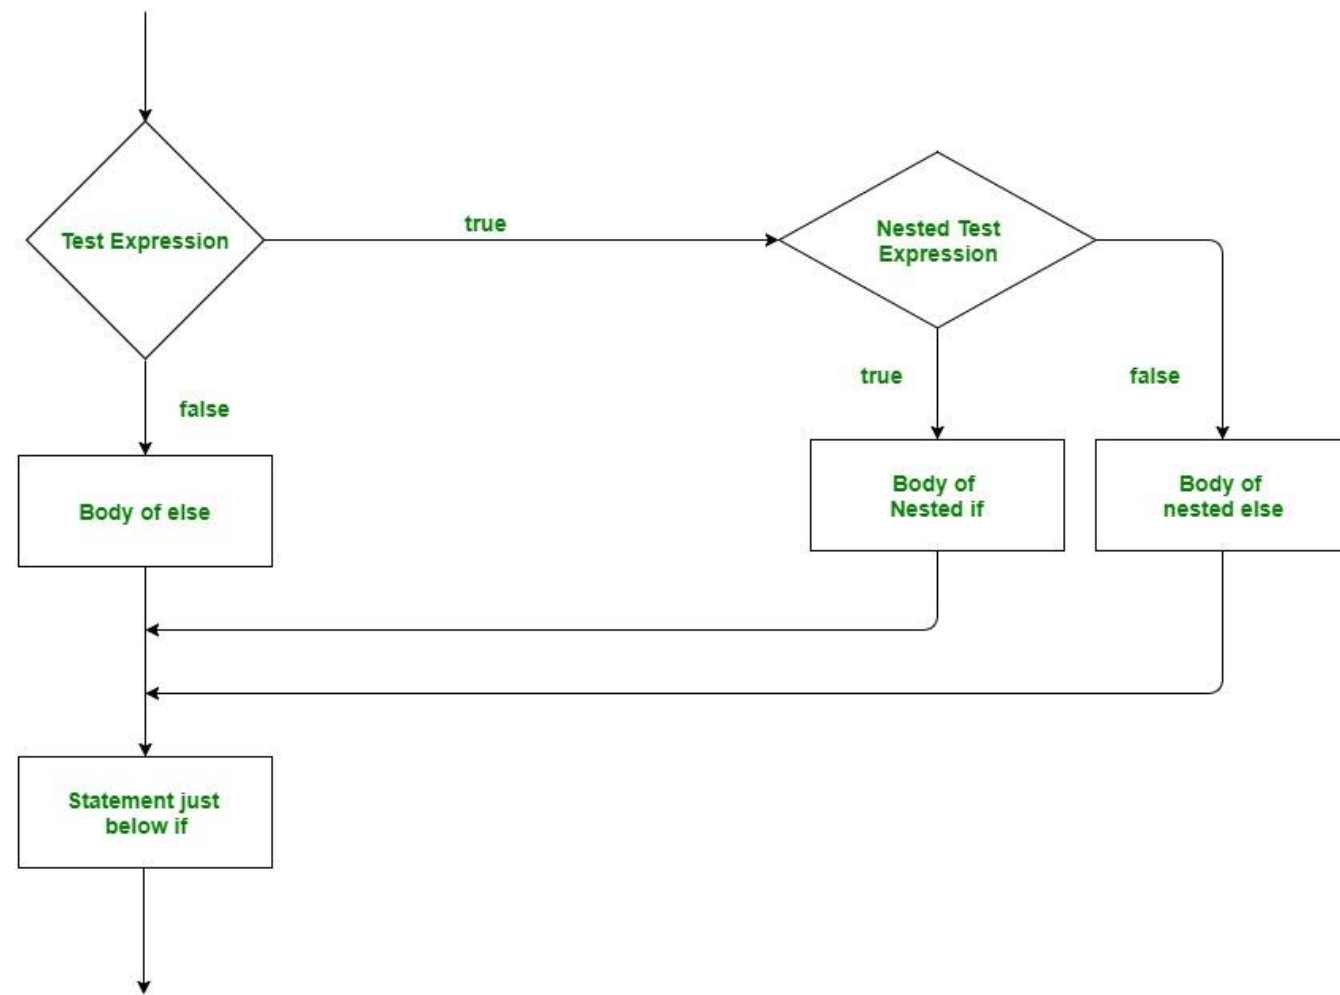 Test Expression
true
Nested Test
Expression
true
false
false
Body of else
Body of
Nested if
Body of
nested else
Statement just
below if